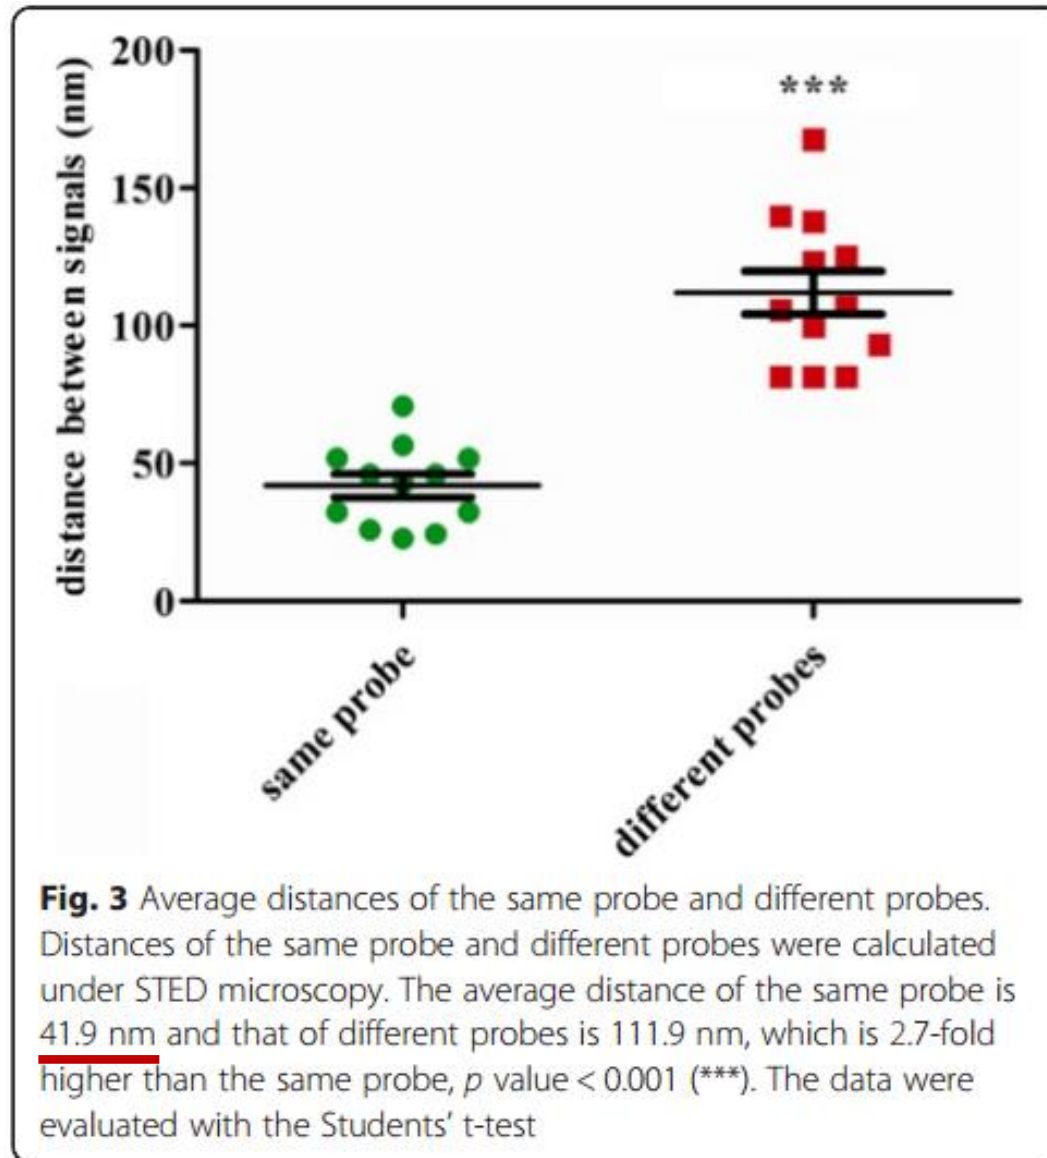 200
***
150
100
50
0
distance between signals (nm)
same probe
different probes
Fig. 3 Average distances of the same probe and different probes.
Distances of the same probe and different probes were calculated
under STED microscopy. The average distance of the same probe is
41.9 nm and that of different probes is 111.9 nm, which is 2.7-fold
higher than the same probe, p value < 0.001 (***). The data were
evaluated with the Students’ t-test